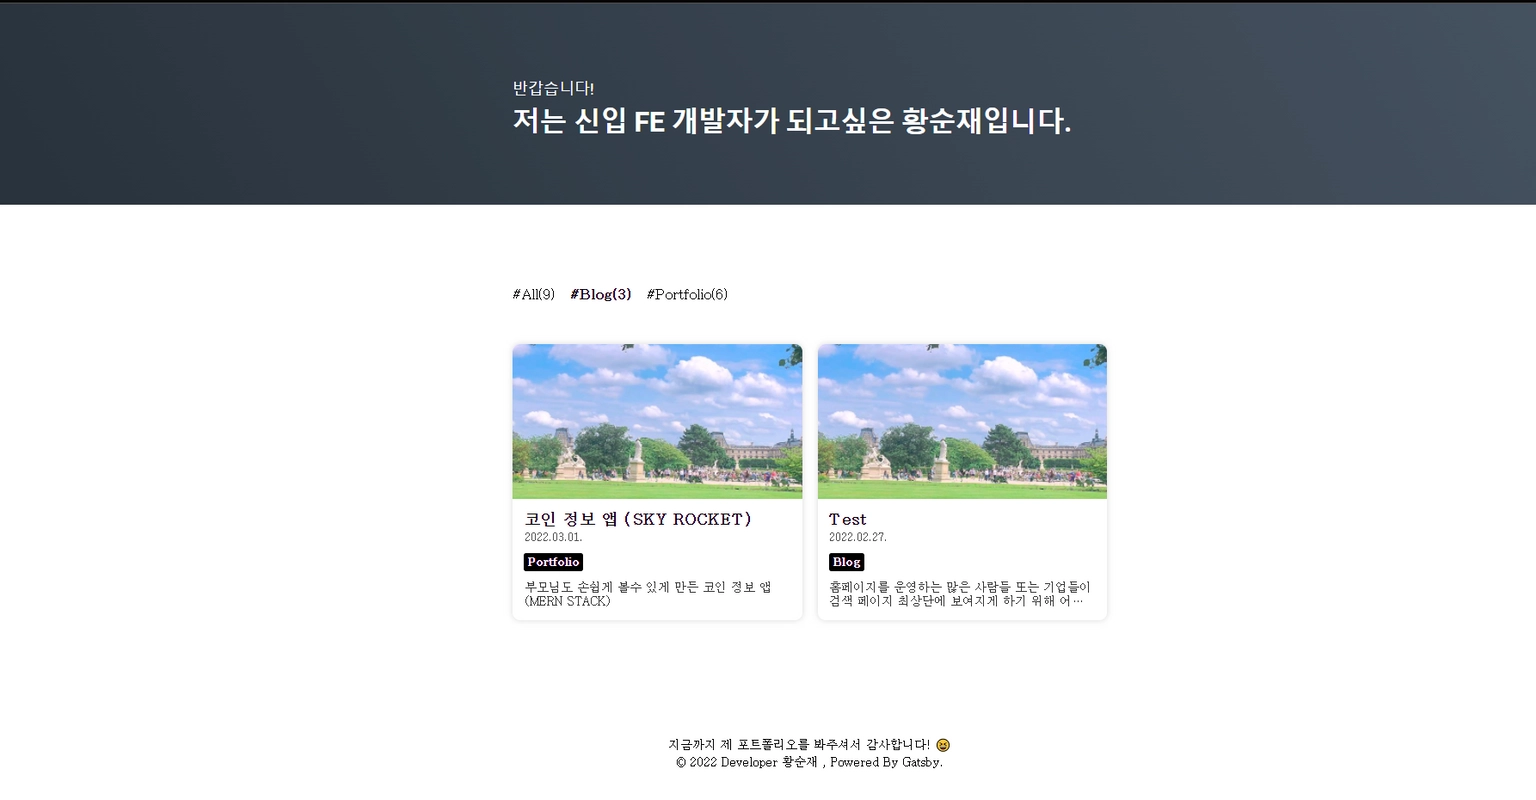 반갑습니다!
저는 신입 FE 개발자가 되고싶은 황순재입니다.
#All(9) #Blog(3) #Portfolio(6)
코인 정보 앱 (SKY ROCKET)
2022.03.01.
Portfolio
부모님도 손쉽게 볼수 있게 만든 코인 정보 앱
(MERN STACK)
Test
2022.02.27.
Blog
홈페이지를 운영하는 많은 사람들 또는 기업들이
검색 페이지 최상단에 보여지게 하기 위해 어…
지금까지 제 포트폴리오를 봐주셔서 감사합니다! 😆
© 2022 Developer 황순재 , Powered By Gatsby.